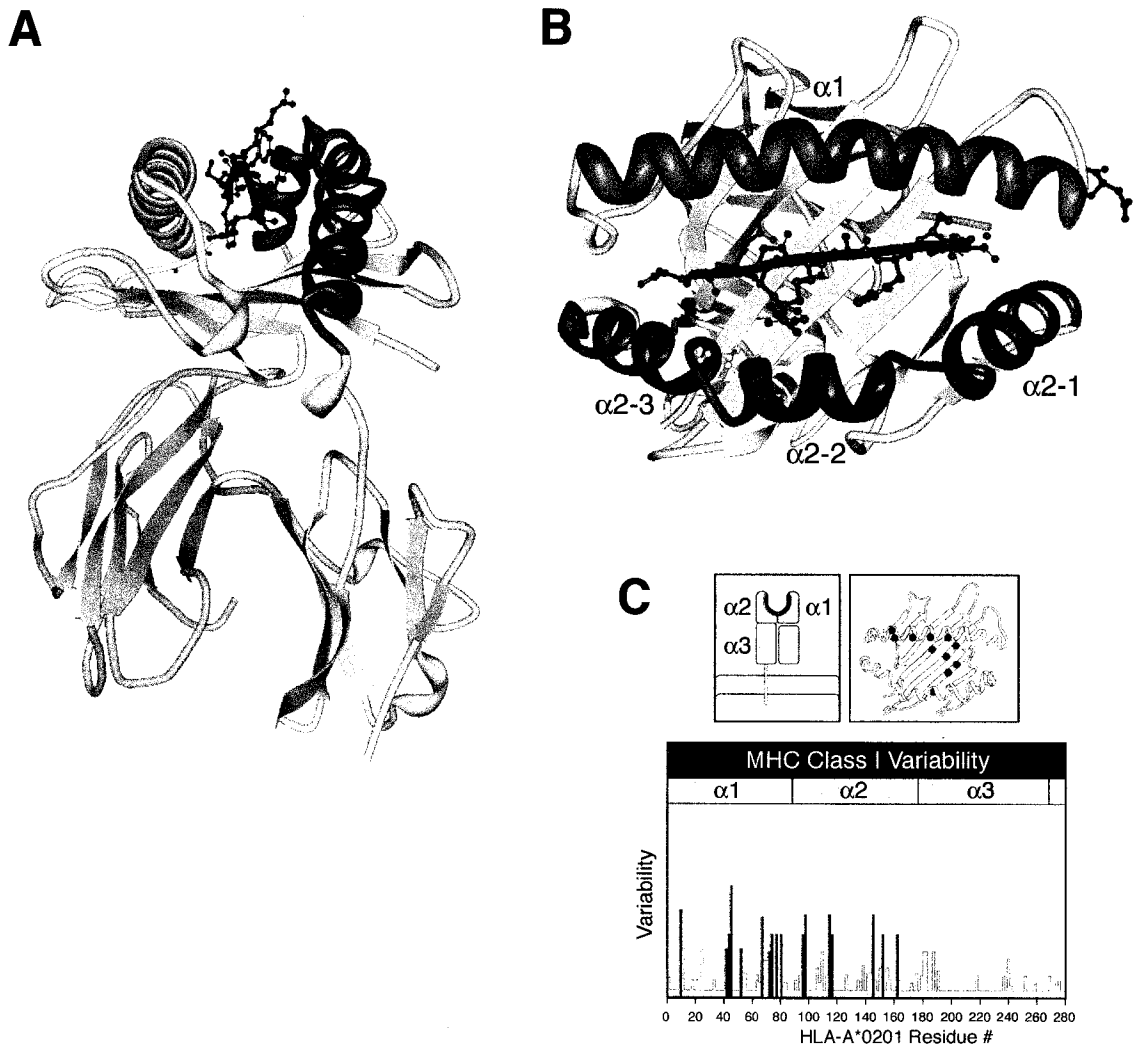 A
B
α1
α2-3
α2-2
α2-1
C
α2 α1
α3
MHC Class I Variability
α1 α2 α3
Variability
0 20 40 60 80 100 120 140 160 180 200 220 240 260 280
HLA-A*0201 Residue #